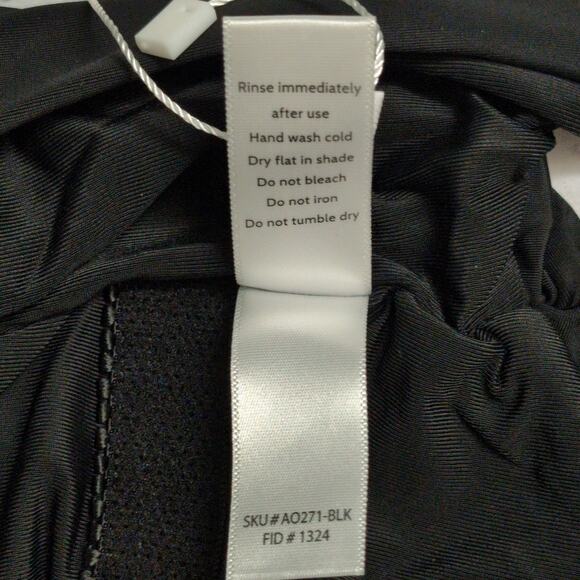 Rinse immediately
after use
Hand wash cold
Dry flat in shade
Do not bleach
Do not iron
Do not tumble dry
SKU# AO271-BLK
FID # 1324